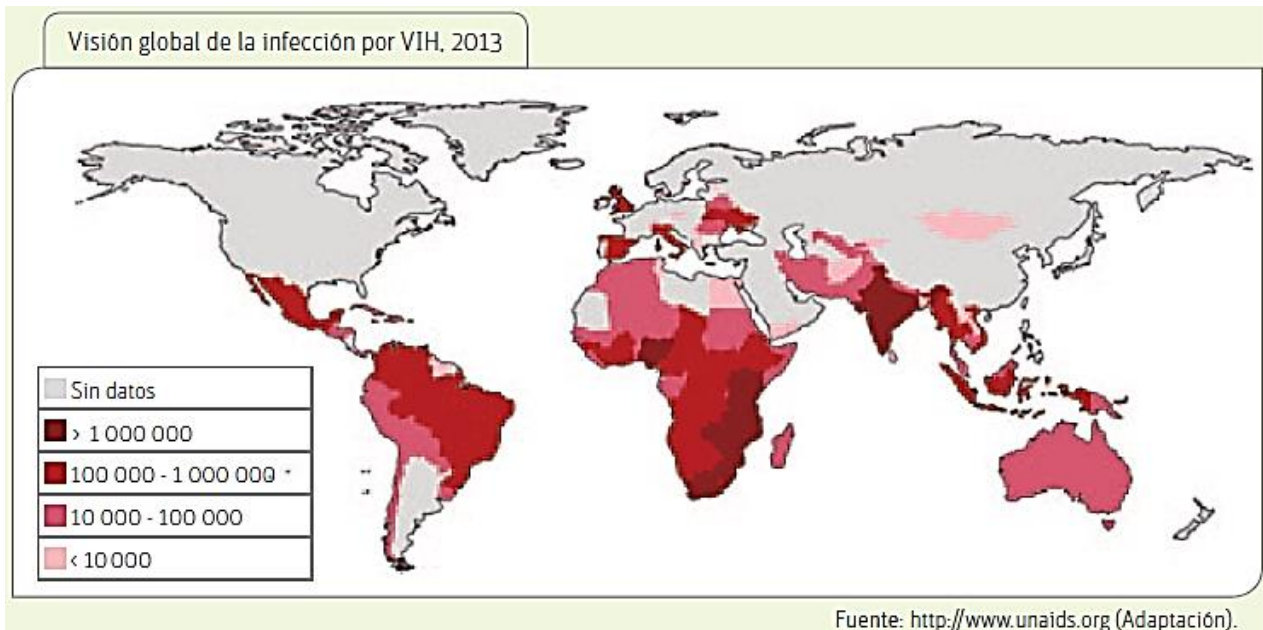 Visión global de la infección por VIH, 2013
Sin datos
> 1 000 000
100 000 - 1 000 000
10 000 - 100 000
< 10 000
Fuente: http://www.unaids.org (Adaptación).